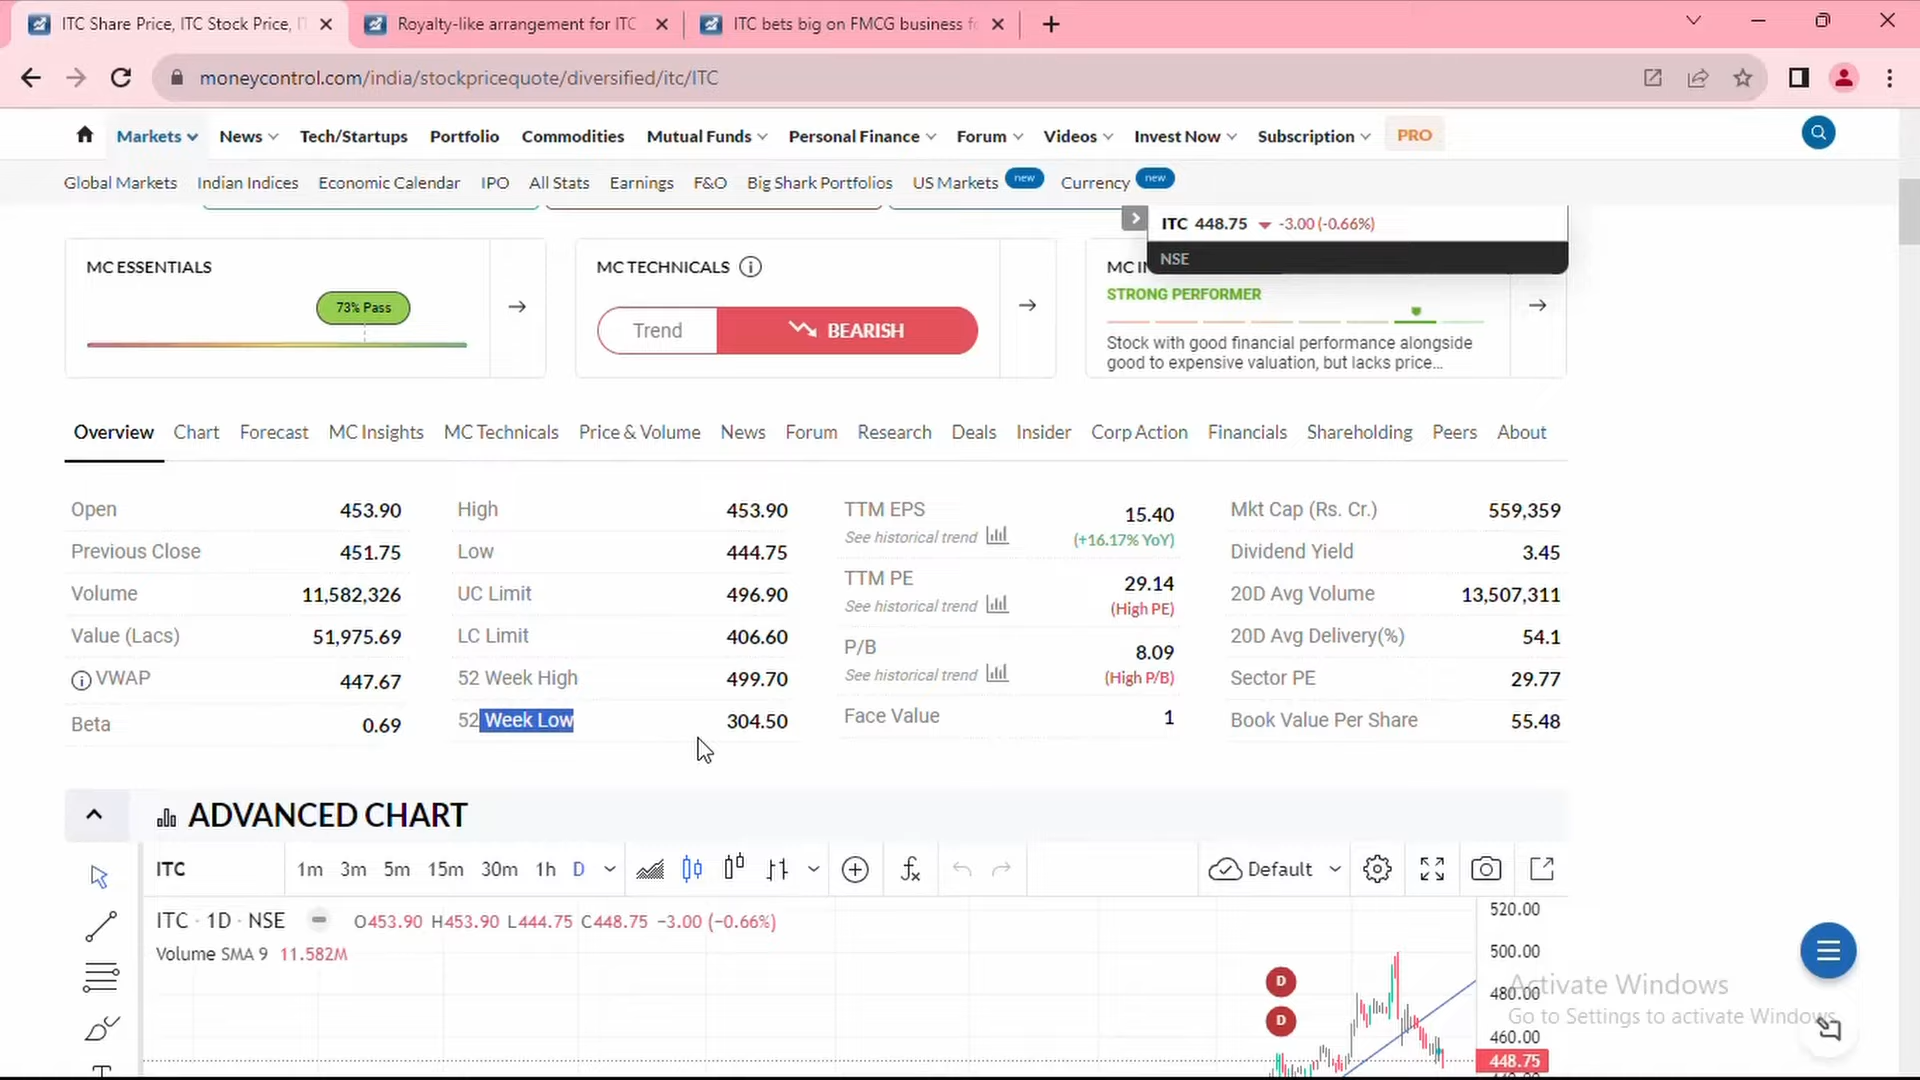 ITC Share Price, ITC Stock Price, I
Royalty-like arrangement for ITC
ITC bets big on FMCG business f
moneycontrol.com/india/stockpricequote/diversified/itc/ITC
Markets News Tech/Startups Portfolio Commodities Mutual Funds Personal Finance Forum Videos Invest Now Subscription PRO
Global Markets Indian Indices Economic Calendar IPO All Stats Earnings F&O Big Shark Portfolios US Markets new Currency new
ITC 448.75 -3.00 (-0.66%)
NSE
MC ESSENTIALS
73% Pass
MC TECHNICALS
Trend BEARISH
MC IN
STRONG PERFORMER
Stock with good financial performance alongside
good to expensive valuation, but lacks price...
Overview Chart Forecast MC Insights MC Technicals Price & Volume News Forum Research Deals Insider Corp Action Financials Shareholding Peers About
Open 453.90
Previous Close 451.75
Volume 11,582,326
Value (Lacs) 51,975.69
VWAP 447.67
Beta 0.69
High 453.90
Low 444.75
UC Limit 496.90
LC Limit 406.60
52 Week High 499.70
52 Week Low 304.50
TTM EPS 15.40
See historical trend (+16.17% YoY)
TTM PE 29.14
See historical trend (High PE)
P/B 8.09
See historical trend (High P/B)
Face Value 1
Mkt Cap (Rs. Cr.) 559,359
Dividend Yield 3.45
20D Avg Volume 13,507,311
20D Avg Delivery(%) 54.1
Sector PE 29.77
Book Value Per Share 55.48
ADVANCED CHART
ITC 1m 3m 5m 15m 30m 1h D Default
ITC · 1D · NSE O453.90 H453.90 L444.75 C448.75 −3.00 (−0.66%)
Volume SMA 9 11.582M
D
D
520.00
500.00
480.00
460.00
448.75
Activate Windows
Go to Settings to activate Windows.